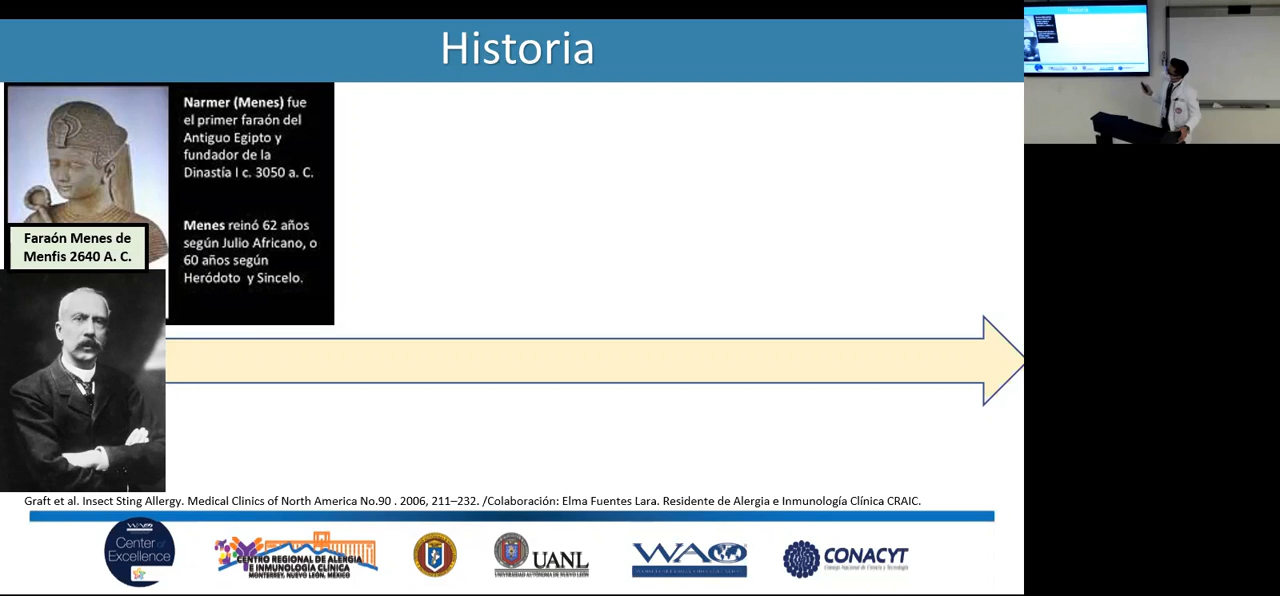 Historia
Narmer (Menes) fue
el primer faraón del
Antiguo Egipto y
fundador de la
Dinastía I c. 3050 a. C.
Menes reinó 62 años
según Julio Africano, o
60 años según
Heródoto y Sincelo.
Faraón Menes de
Menfis 2640 A. C.
Graft et al. Insect Sting Allergy. Medical Clinics of North America No.90 . 2006, 211–232. /Colaboración: Elma Fuentes Lara. Residente de Alergia e Inmunología Clínica CRAIC.
WAO
Center of
Excellence
CENTRO REGIONAL DE ALERGIA
E INMUNOLOGÍA CLÍNICA
MONTERREY, NUEVO LEON, MÉXICO
UANL
UNIVERSIDAD AUTÓNOMA DE NUEVO LEÓN
WAO
CONACYT
Consejo Nacional de Ciencia y Tecnología
Historia